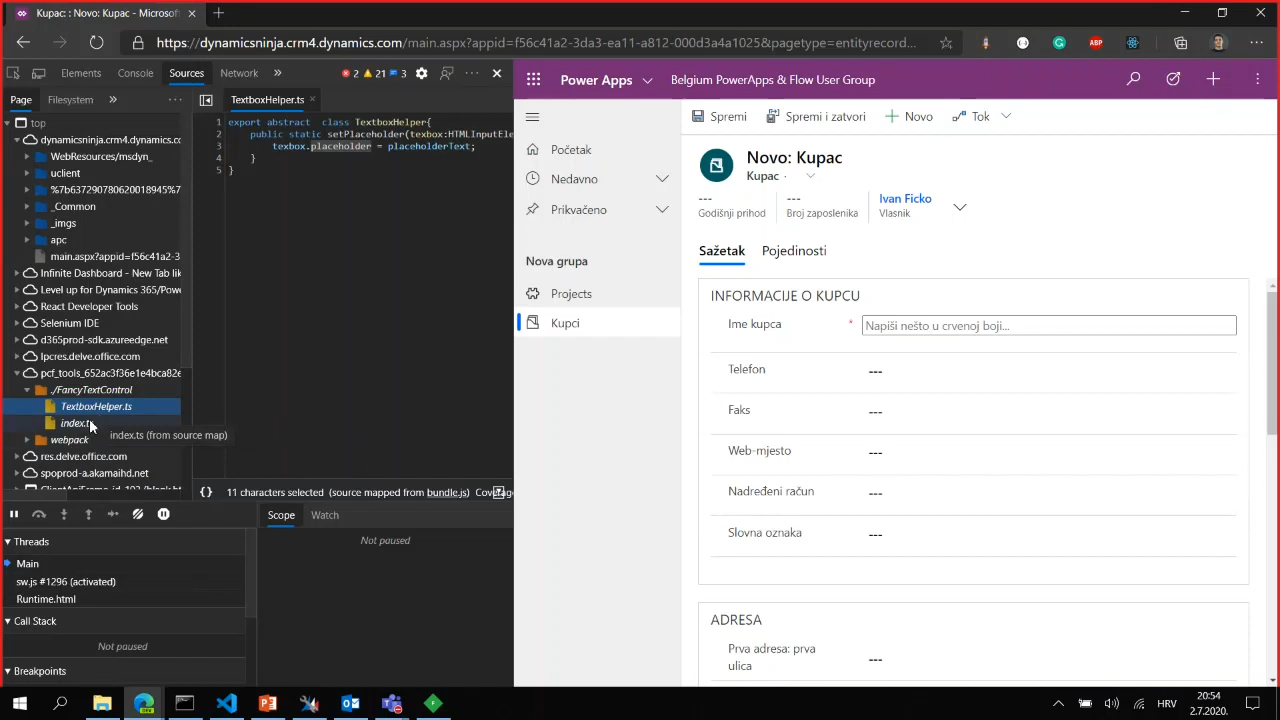 Kupac : Novo: Kupac - Microsof
https://dynamicsninja.crm4.dynamics.com/main.aspx?appid=f56c41a2-3da3-ea11-a812-000d3a4a1025&pagetype=entityrecord...
ABP
Elements Console Sources Network 2 21 3
Page Filesystem
TextboxHelper.ts
top
dynamicsninja.crm4.dynamics.cc
WebResources/msdyn_
uclient
%7b637290780620018945%7
_Common
_imgs
apc
main.aspx?appid=f56c41a2-3
Infinite Dashboard - New Tab lik
Level up for Dynamics 365/Powe
React Developer Tools
Selenium IDE
d365prod-sdk.azureedge.net
lpcres.delve.office.com
pcf_tools_652ac3f36e1e4bca82e
./FancyTextControl
TextboxHelper.ts
index.ts
index.ts (from source map)
webpack
res.delve.office.com
spoprod-a.akamaihd.net
1 export abstract class TextboxHelper{
2 public static setPlaceholder(texbox:HTMLInputEle
3 texbox.placeholder = placeholderText;
4 }
5 }
{ } 11 characters selected (source mapped from bundle.js) Coverage
Threads
Main
sw.js #1296 (activated)
Runtime.html
Not paused
Breakpoints
Scope Watch
Not paused
Power Apps Belgium PowerApps & Flow User Group
Početak
Nedavno
Prikvačeno
Nova grupa
Projects
Kupci
Spremi Spremi i zatvori Novo Tok
Novo: Kupac
Kupac ·
--- --- Ivan Ficko
Godišnji prihod Broj zaposlenika Vlasnik
Sažetak Pojedinosti
INFORMACIJE O KUPCU
Ime kupca * Napiši nešto u crvenoj boji...
Telefon ---
Faks ---
Web-mjesto ---
Nadređeni račun ---
Slovna oznaka ---
ADRESA
Prva adresa: prva
ulica ---
HRV
20:54
2.7.2020.